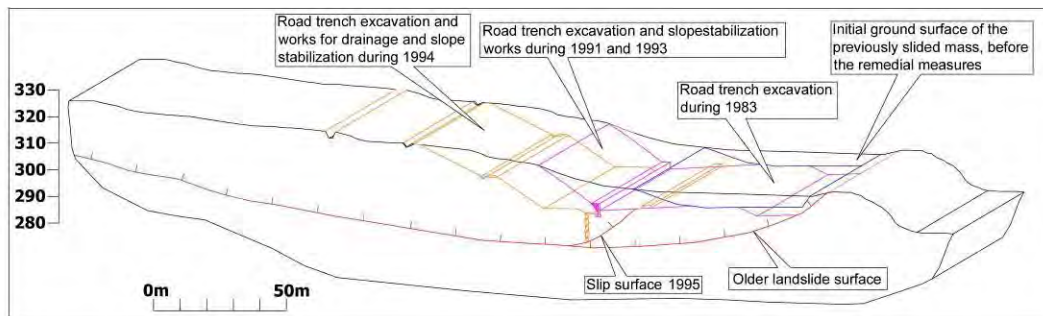 Road trench excavation and
works for drainage and slope
stabilization during 1994
Road trench excavation and slopestabilization
works during 1991 and 1993
Initial ground surface of the
previously slided mass, before
the remedial measures
Road trench excavation
during 1983
330
320
310
300
290
280
0m
50m
Slip surface 1995
Older landslide surface